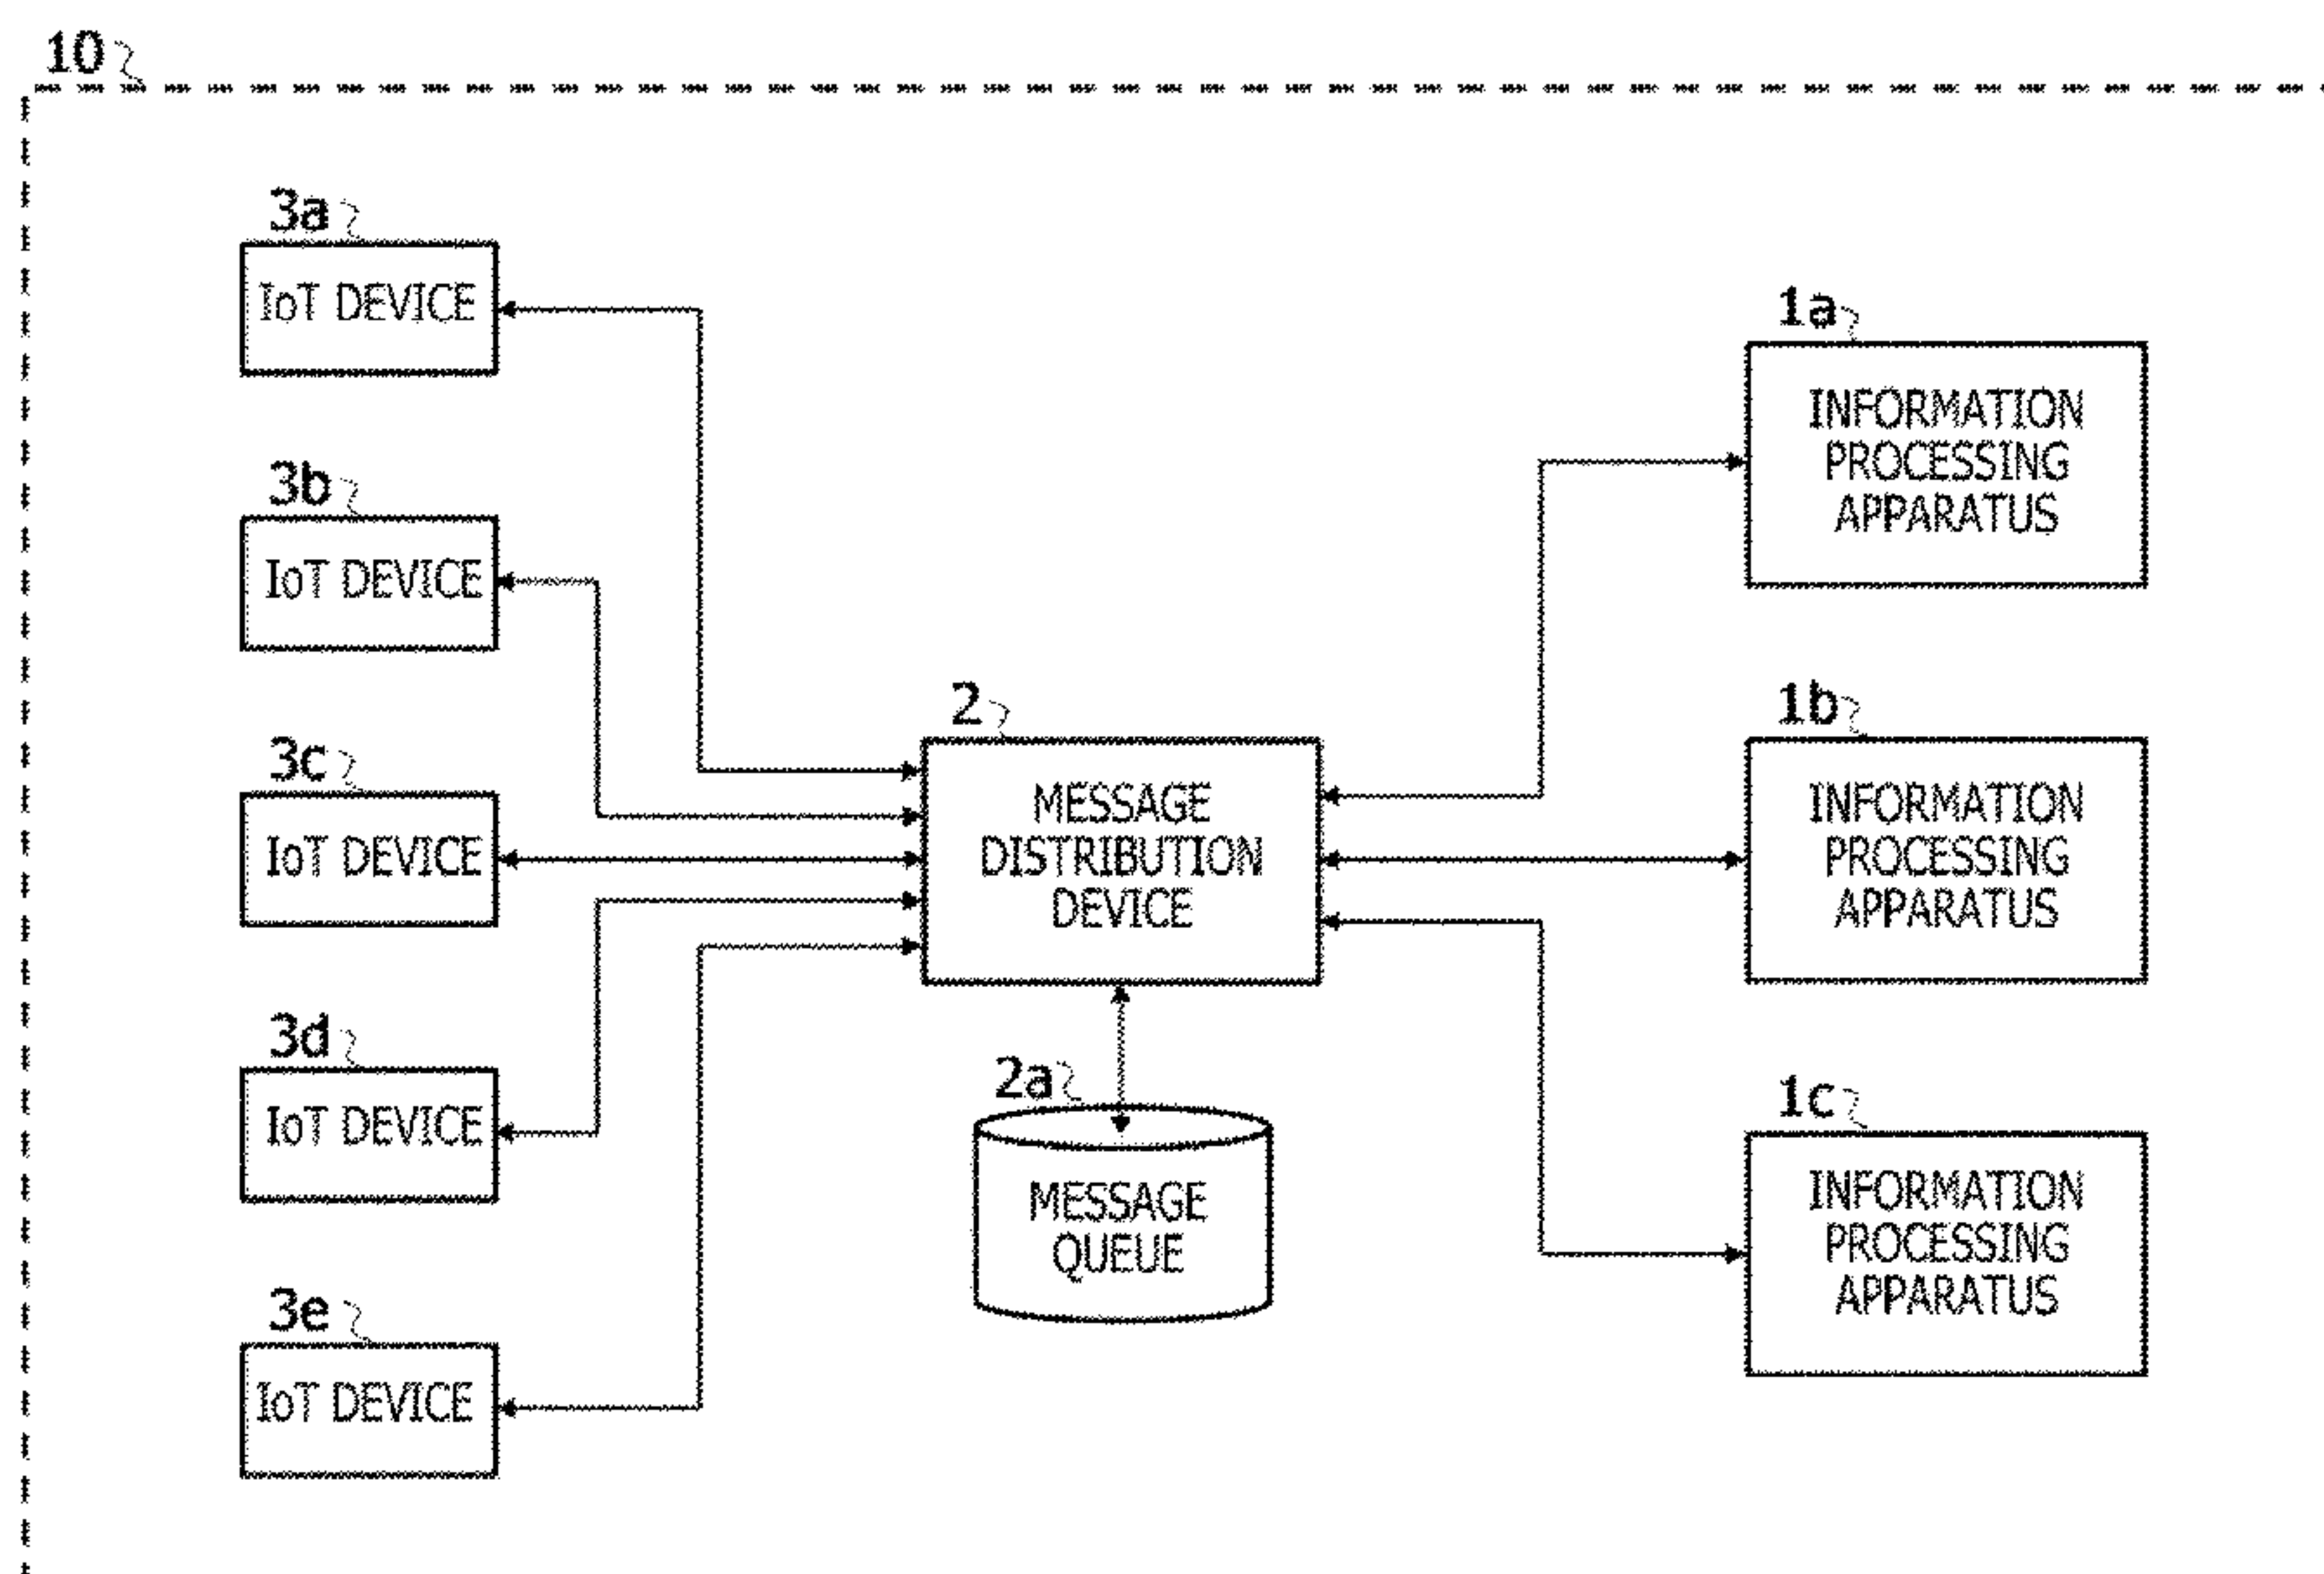 10
3a
IoT DEVICE
3b
IoT DEVICE
3c
IoT DEVICE
3d
IoT DEVICE
3e
IoT DEVICE
2
MESSAGE
DISTRIBUTION
DEVICE
2a
MESSAGE
QUEUE
1a
INFORMATION
PROCESSING
APPARATUS
1b
INFORMATION
PROCESSING
APPARATUS
1c
INFORMATION
PROCESSING
APPARATUS